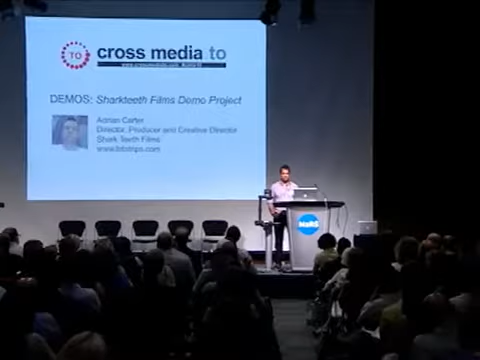 TO
cross media to
DEMOS: Sharkteeth Films Demo Project
Adrian Carter
Director, Producer and Creative Director
Shark Teeth Films
MaRS